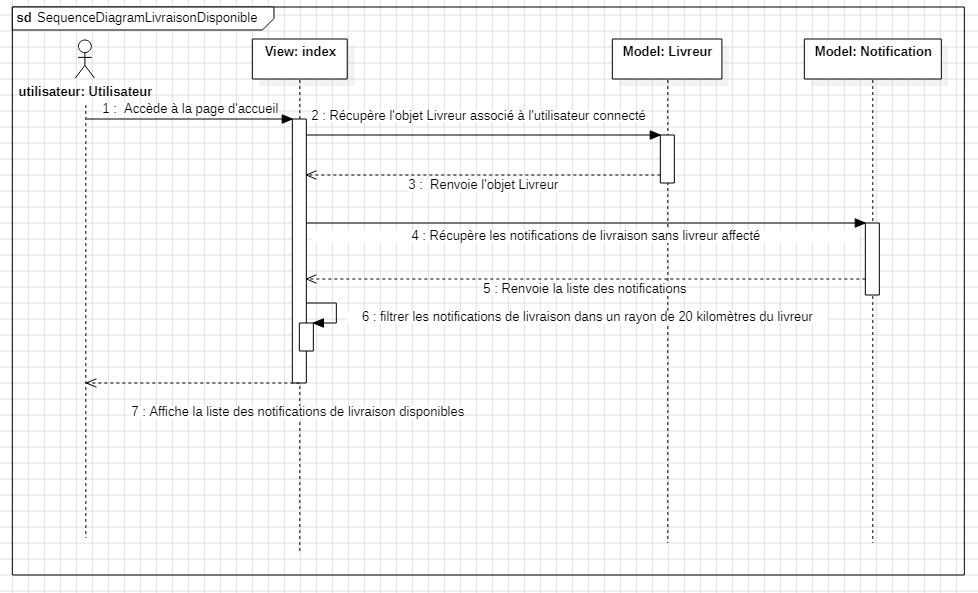 sd SequenceDiagramLivraisonDisponible
View: index
Model: Livreur
Model: Notification
utilisateur: Utilisateur
1 : Accède à la page d'accueil
2 : Récupère l'objet Livreur associé à l'utilisateur connecté
3 : Renvoie l'objet Livreur
4 : Récupère les notifications de livraison sans livreur affecté
5 : Renvoie la liste des notifications
6 : filtrer les notifications de livraison dans un rayon de 20 kilomètres du livreur
7 : Affiche la liste des notifications de livraison disponibles